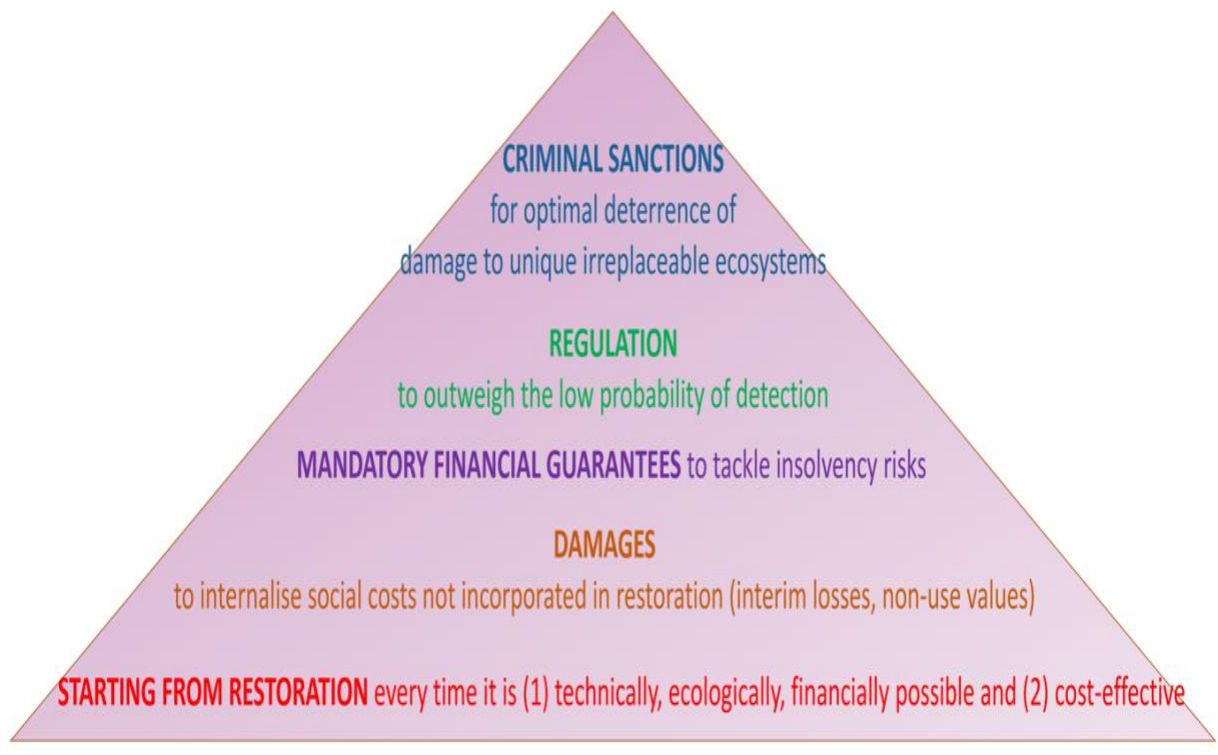 CRIMINAL SANCTIONS
for optimal deterrence of
damage to unique irreplaceable ecosystems
REGULATION
to outweigh the low probability of detection
MANDATORY FINANCIAL GUARANTEES to tackle insolvency risks
DAMAGES
to internalise social costs not incorporated in restoration (interim losses, non-use values)
STARTING FROM RESTORATION every time it is (1) technically, ecologically, financially possible and (2) cost-effective